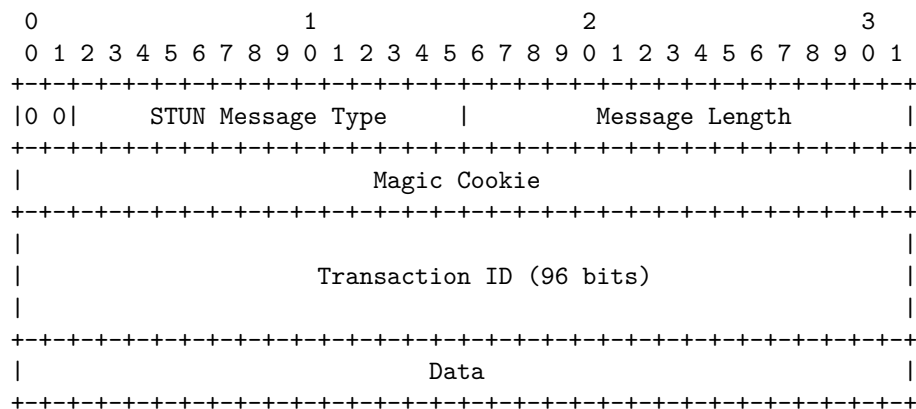 0                   1                   2                   3
0 1 2 3 4 5 6 7 8 9 0 1 2 3 4 5 6 7 8 9 0 1 2 3 4 5 6 7 8 9 0 1
+-+-+-+-+-+-+-+-+-+-+-+-+-+-+-+-+-+-+-+-+-+-+-+-+-+-+-+-+-+-+-+-+
|0 0|     STUN Message Type     |         Message Length        |
+-+-+-+-+-+-+-+-+-+-+-+-+-+-+-+-+-+-+-+-+-+-+-+-+-+-+-+-+-+-+-+-+
|                         Magic Cookie                          |
+-+-+-+-+-+-+-+-+-+-+-+-+-+-+-+-+-+-+-+-+-+-+-+-+-+-+-+-+-+-+-+-+
|                                                               |
|                     Transaction ID (96 bits)                  |
|                                                               |
+-+-+-+-+-+-+-+-+-+-+-+-+-+-+-+-+-+-+-+-+-+-+-+-+-+-+-+-+-+-+-+-+
|                             Data                              |
+-+-+-+-+-+-+-+-+-+-+-+-+-+-+-+-+-+-+-+-+-+-+-+-+-+-+-+-+-+-+-+-+